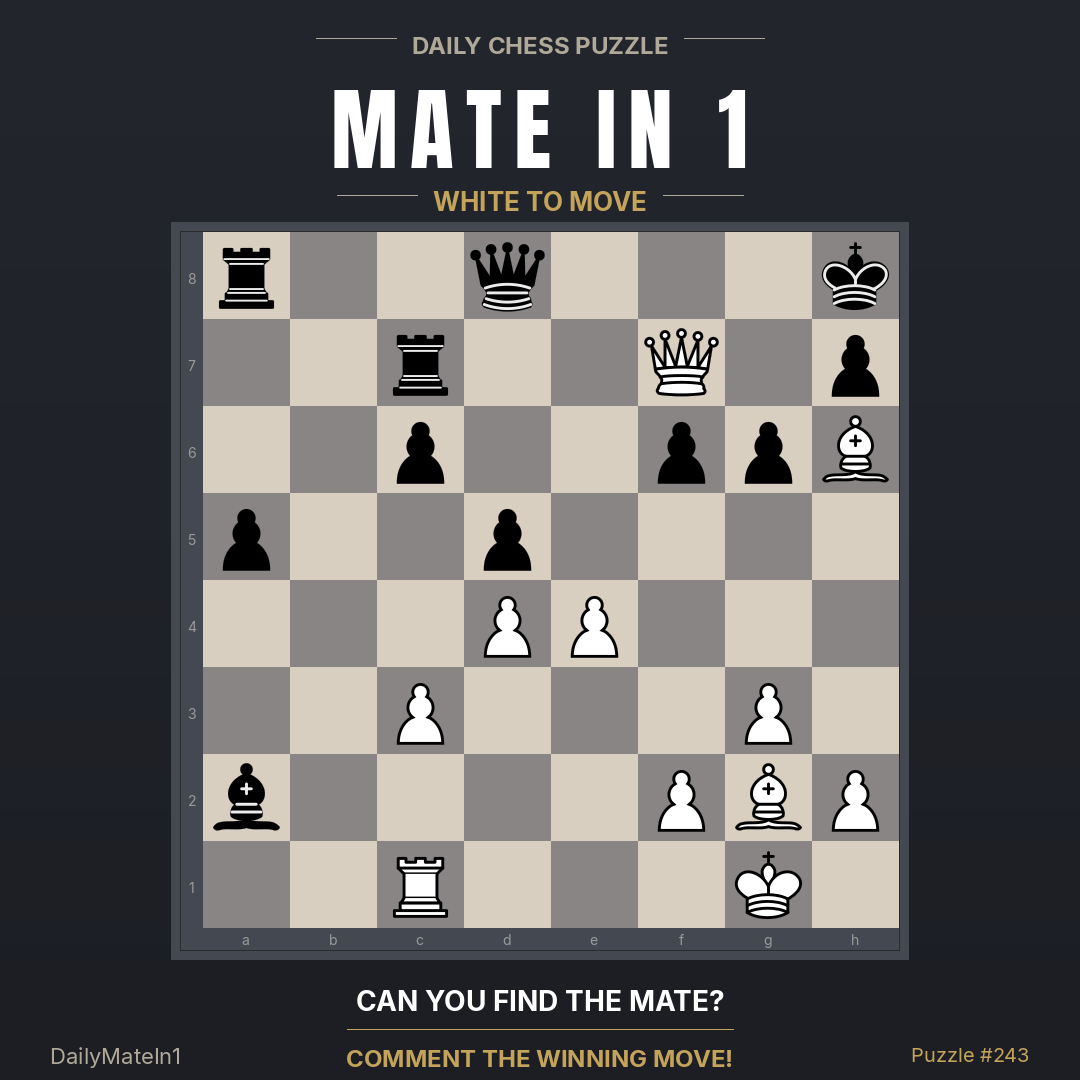 DAILY CHESS PUZZLE
MATE IN 1
WHITE TO MOVE
8
7
6
5
4
3
2
1
a b c d e f g h
CAN YOU FIND THE MATE?
DailyMateIn1
COMMENT THE WINNING MOVE!
Puzzle #243